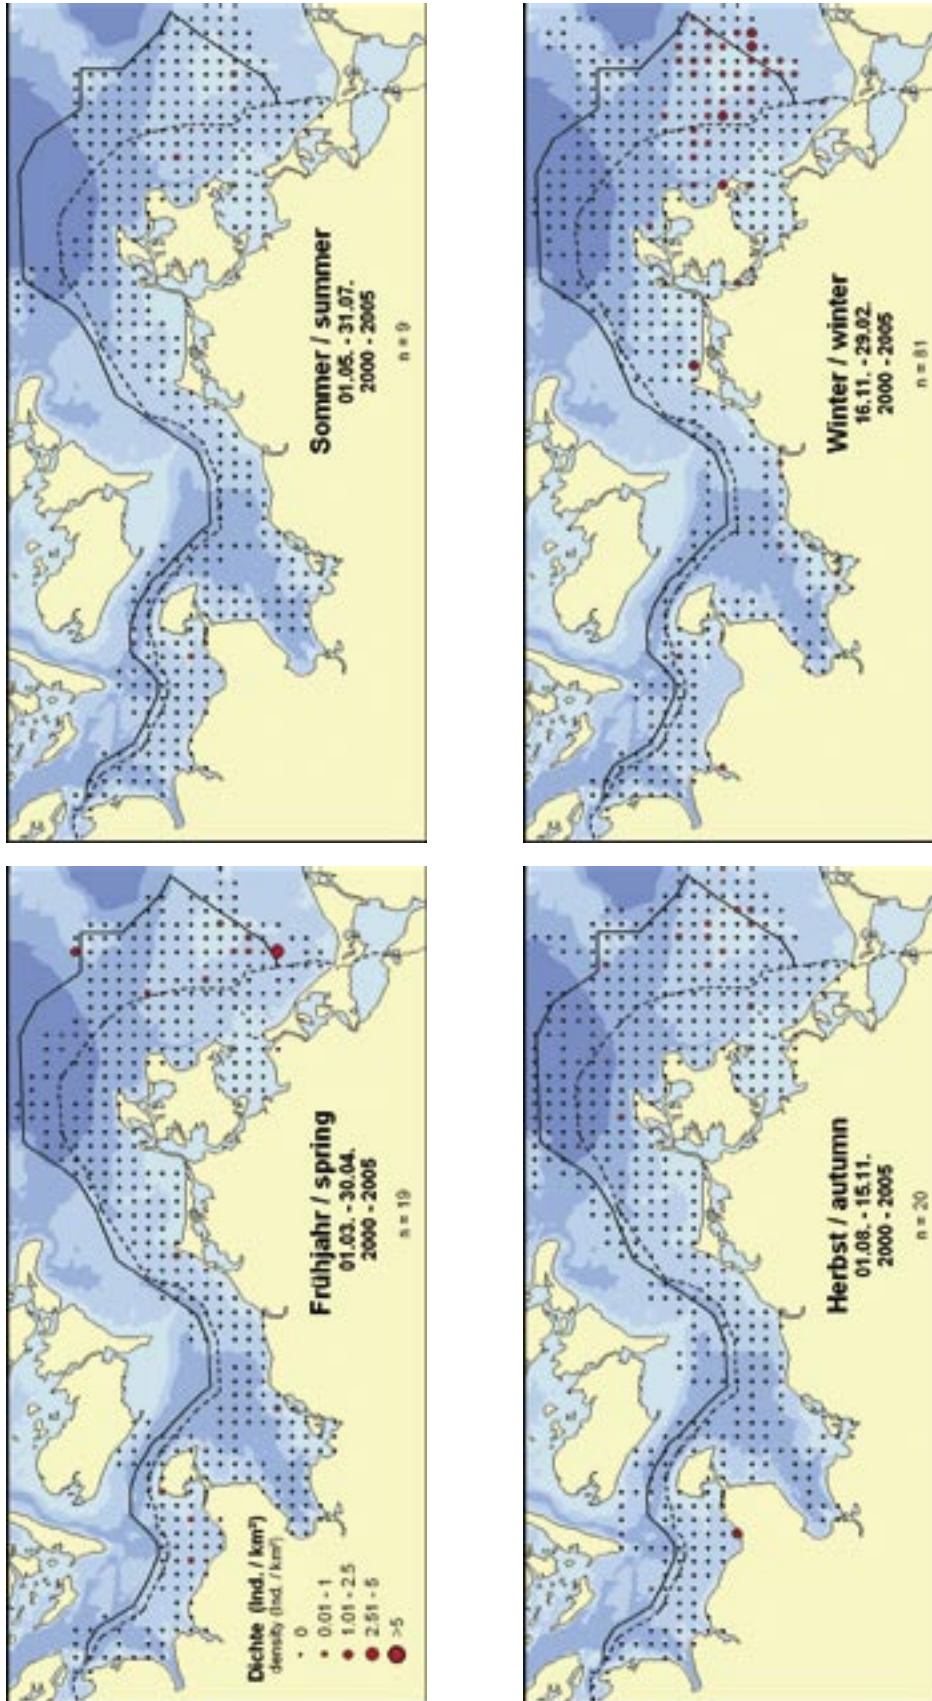 Frühjahr / spring
01.03. - 30.04.
2000 - 2005
n = 19
Dichte (Ind. / km²)
density (Ind. / km²)
0
0.01 - 1
1.01 - 2.5
2.51 - 5
>5
Sommer / summer
01.05. - 31.07.
2000 - 2005
n = 9
Herbst / autumn
01.08. - 15.11.
2000 - 2005
n = 20
Winter / winter
16.11. - 29.02.
2000 - 2005
n = 81